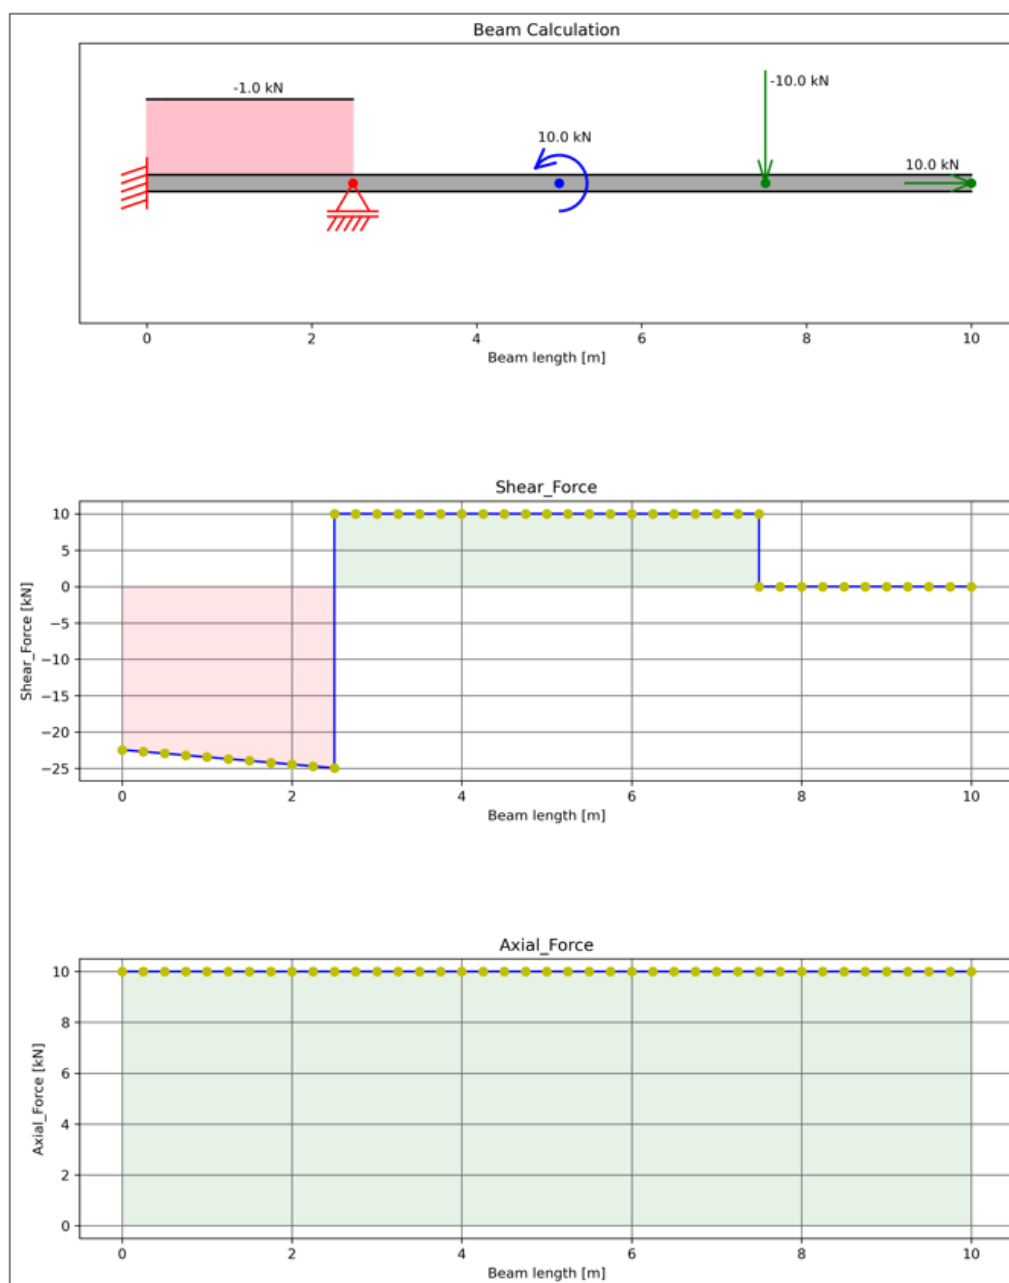 Beam Calculation
-1.0 kN
-10.0 kN
10.0 kN
10.0 kN
0 2 4 6 8 10
Beam length [m]
Shear_Force
Shear_Force [kN]
10
5
0
−5
−10
−15
−20
−25
0 2 4 6 8 10
Beam length [m]
Axial_Force
Axial_Force [kN]
10
8
6
4
2
0
0 2 4 6 8 10
Beam length [m]